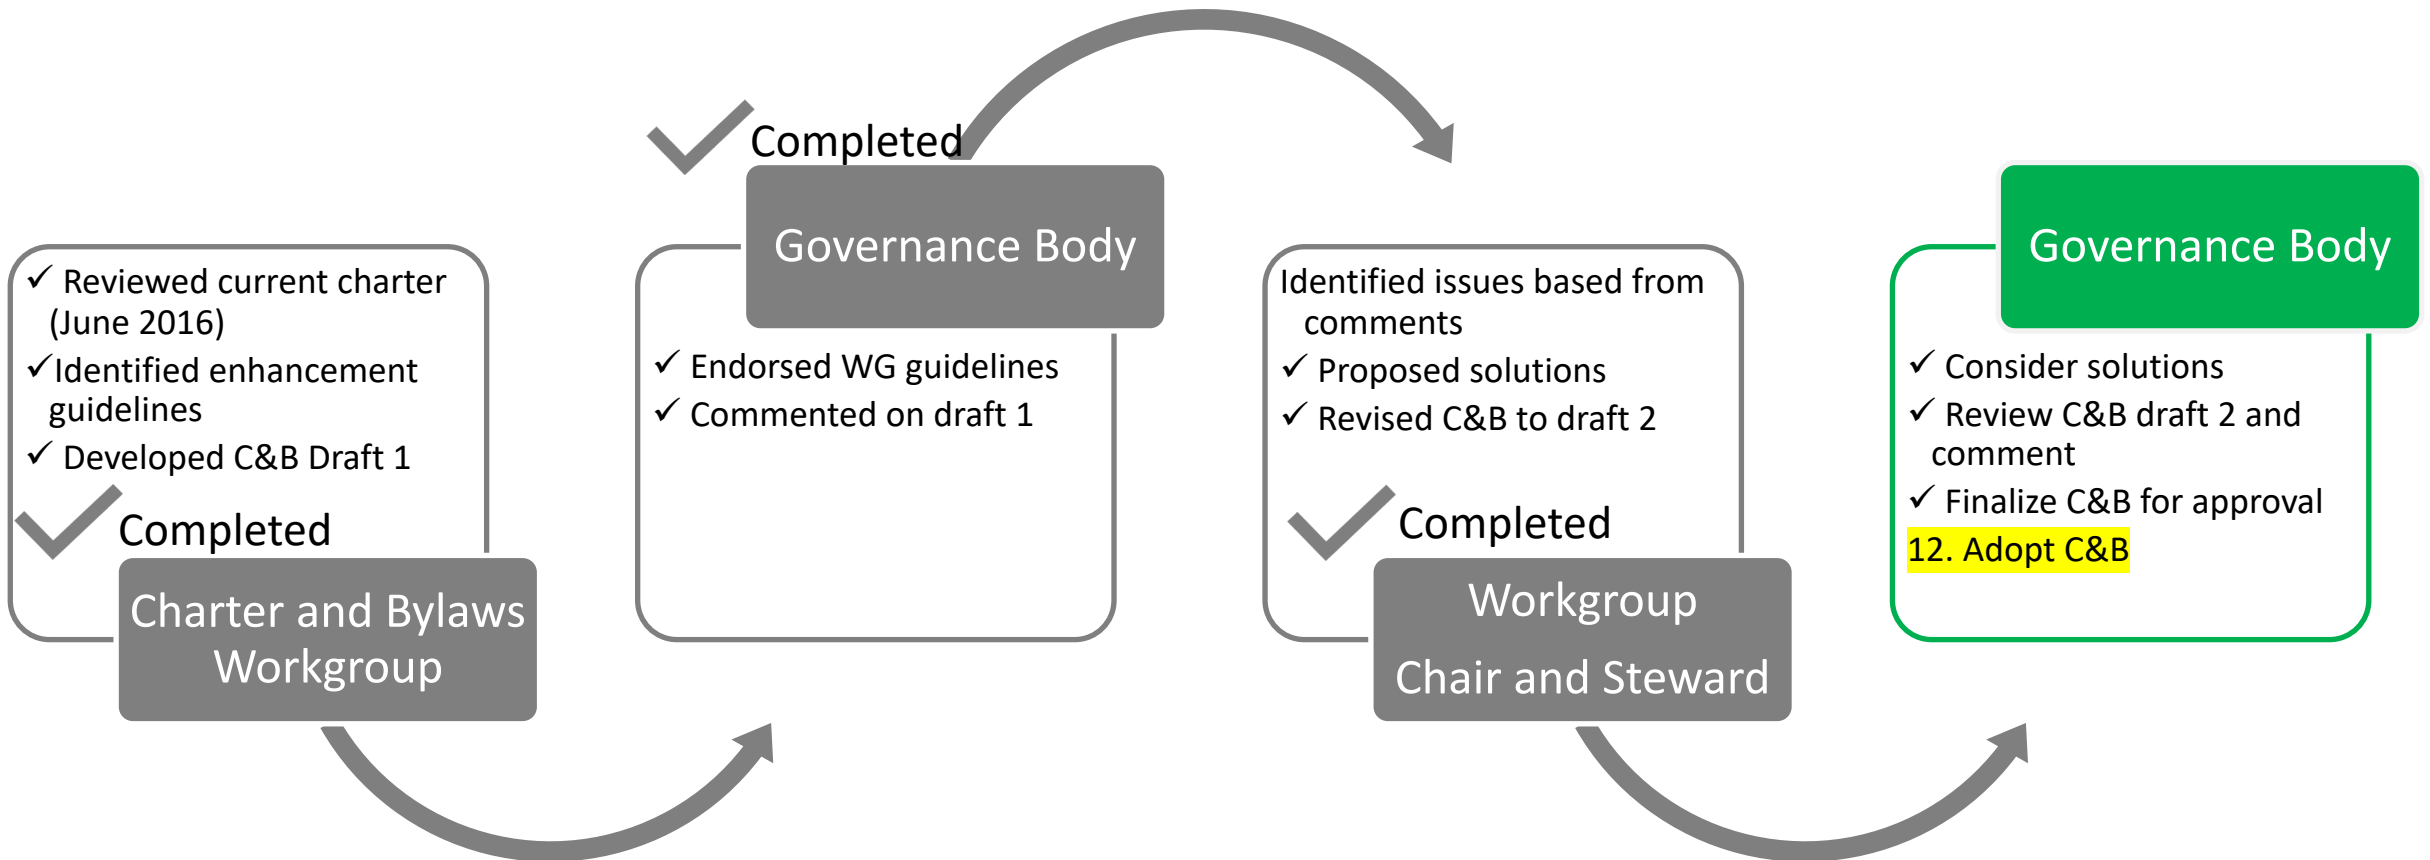 ✓ Reviewed current charter
(June 2016)
✓Identified enhancement
guidelines
✓ Developed C&B Draft 1
Completed
Charter and Bylaws
Workgroup
Completed
Governance Body
✓ Endorsed WG guidelines
✓ Commented on draft 1
Identified issues based from
comments
✓ Proposed solutions
✓ Revised C&B to draft 2
Completed
Workgroup
Chair and Steward
Governance Body
✓ Consider solutions
✓ Review C&B draft 2 and
comment
✓ Finalize C&B for approval
12. Adopt C&B